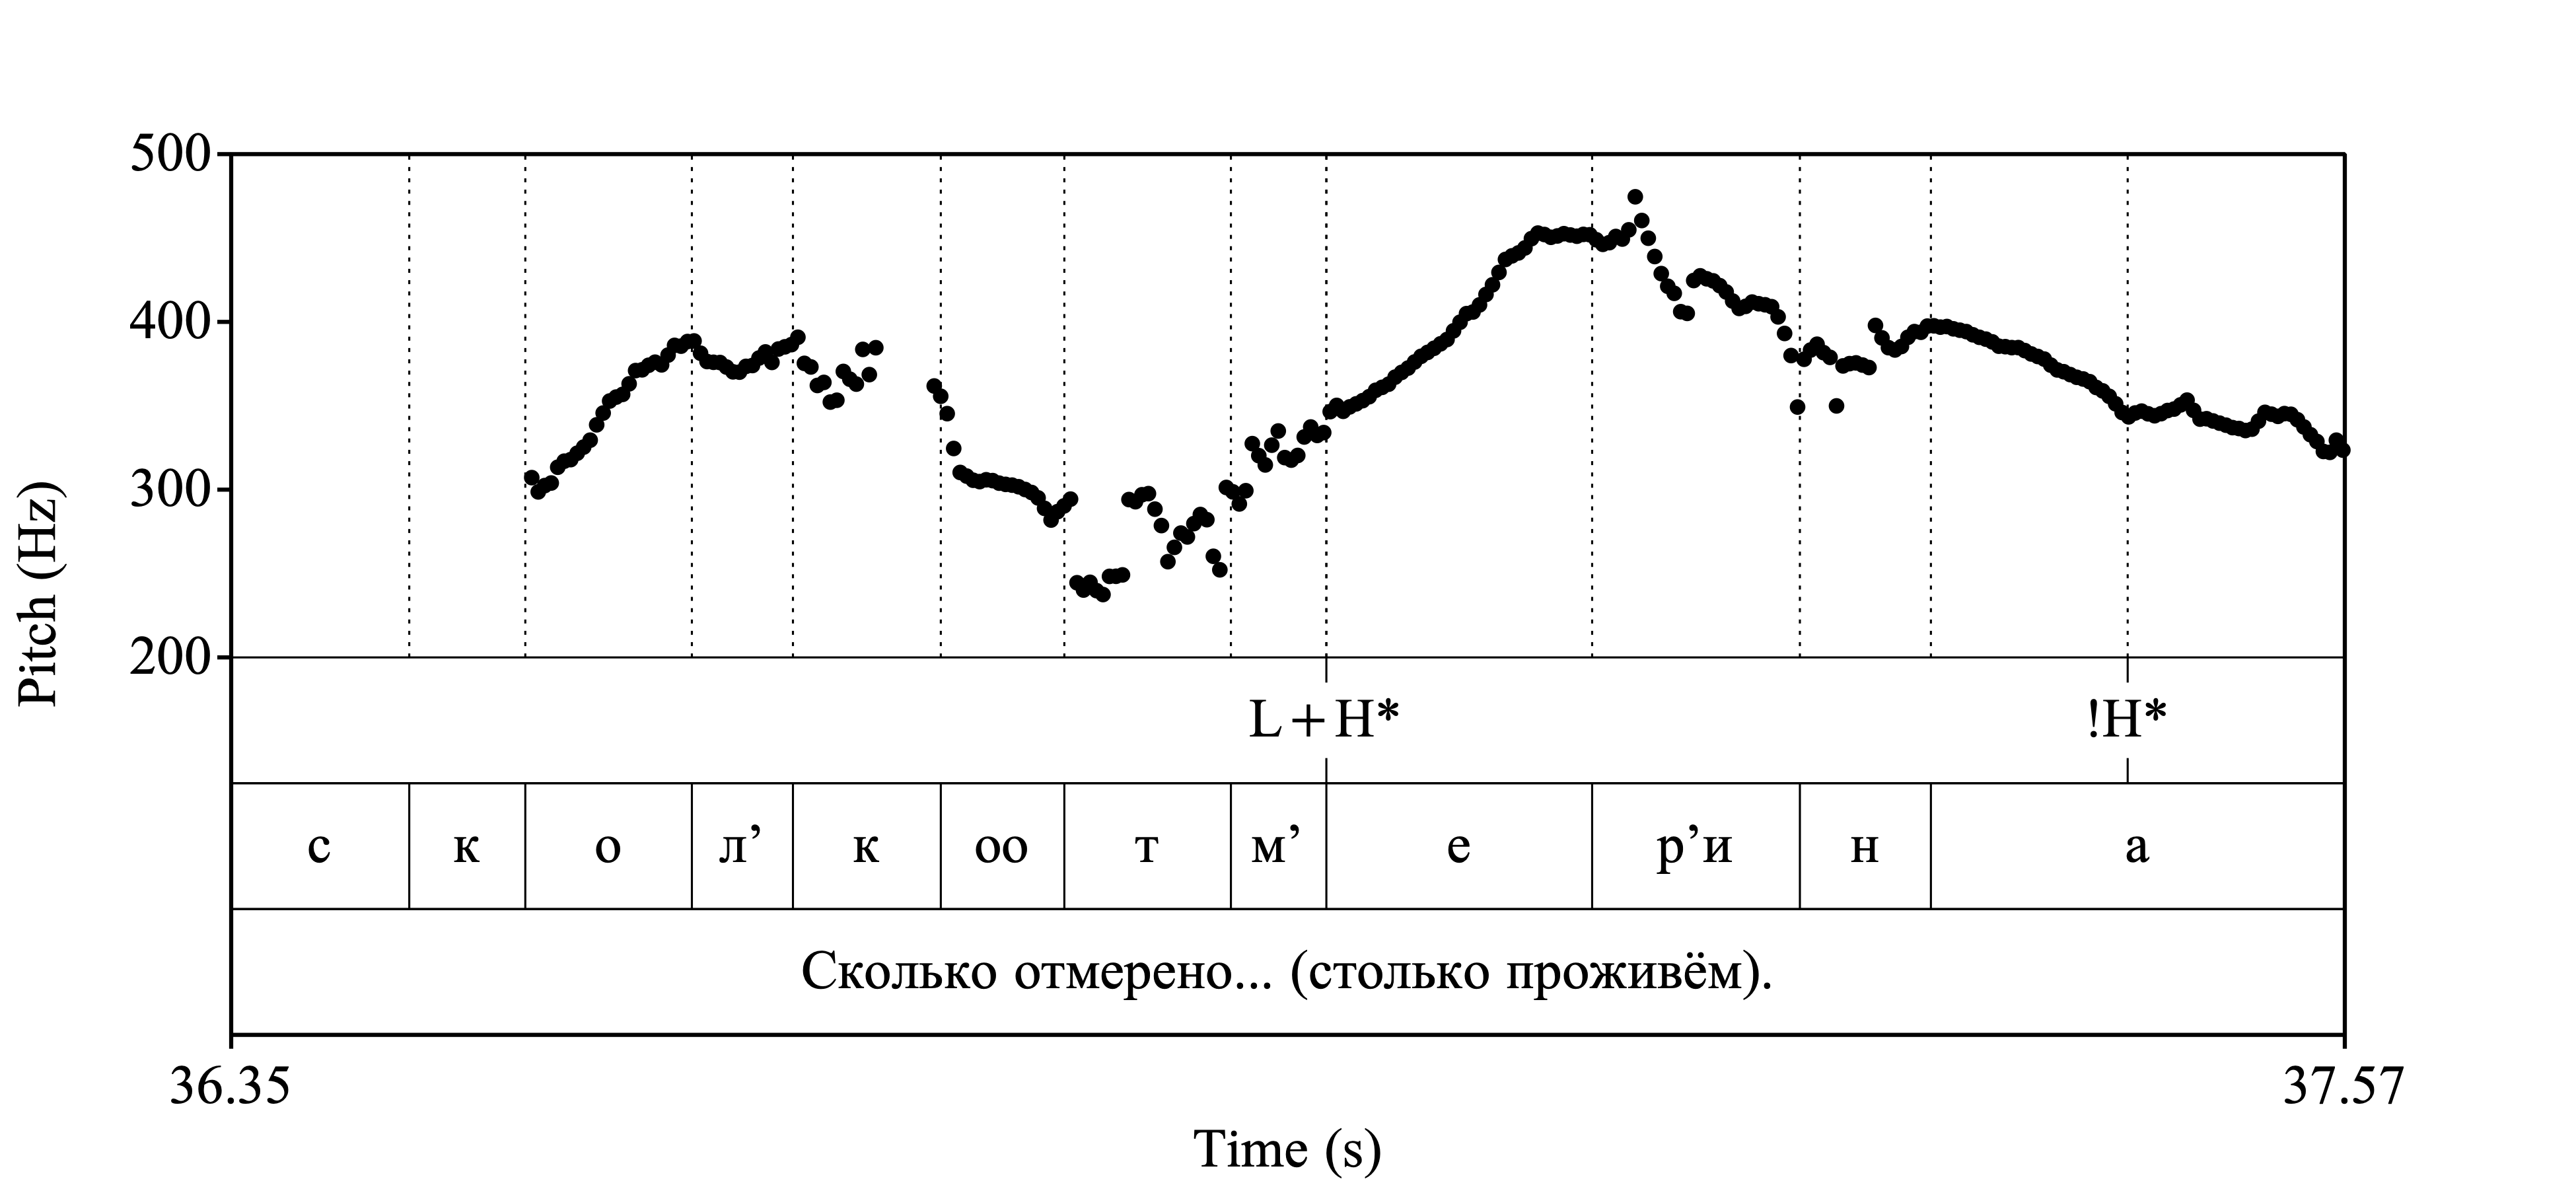 500
400
300
200
Pitch (Hz)
L+H* !H*
с к о л’ к оо т м’ е р’и н а
Сколько отмерено... (столько проживём).
36.35 37.57
Time (s)